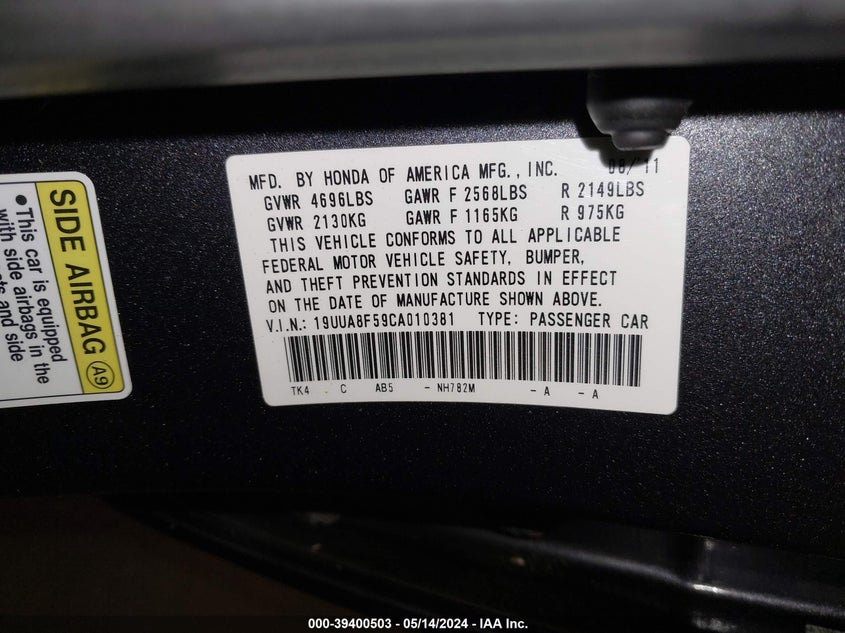 MFD. BY HONDA OF AMERICA MFG., INC. 08/'11
GVWR 4696LBS GAWR F 2568LBS R 2149LBS
GVWR 2130KG GAWR F 1165KG R 975KG
THIS VEHICLE CONFORMS TO ALL APPLICABLE
FEDERAL MOTOR VEHICLE SAFETY, BUMPER,
AND THEFT PREVENTION STANDARDS IN EFFECT
ON THE DATE OF MANUFACTURE SHOWN ABOVE.
V.I.N.: 19UUA8F59CA010381 TYPE: PASSENGER CAR
TK4 C AB5 - NH782M - A - A
SIDE AIRBAG A9
•This car is equipped
with side airbags in the
and side
000-39400503 - 05/14/2024 - IAA Inc.